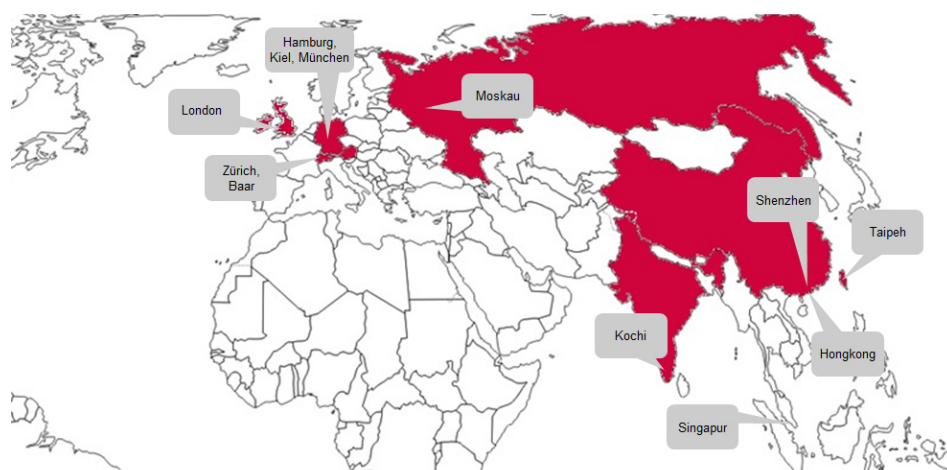 Hamburg,
Kiel, München
London
Moskau
Zürich,
Baar
Shenzhen
Taipeh
Kochi
Hongkong
Singapur